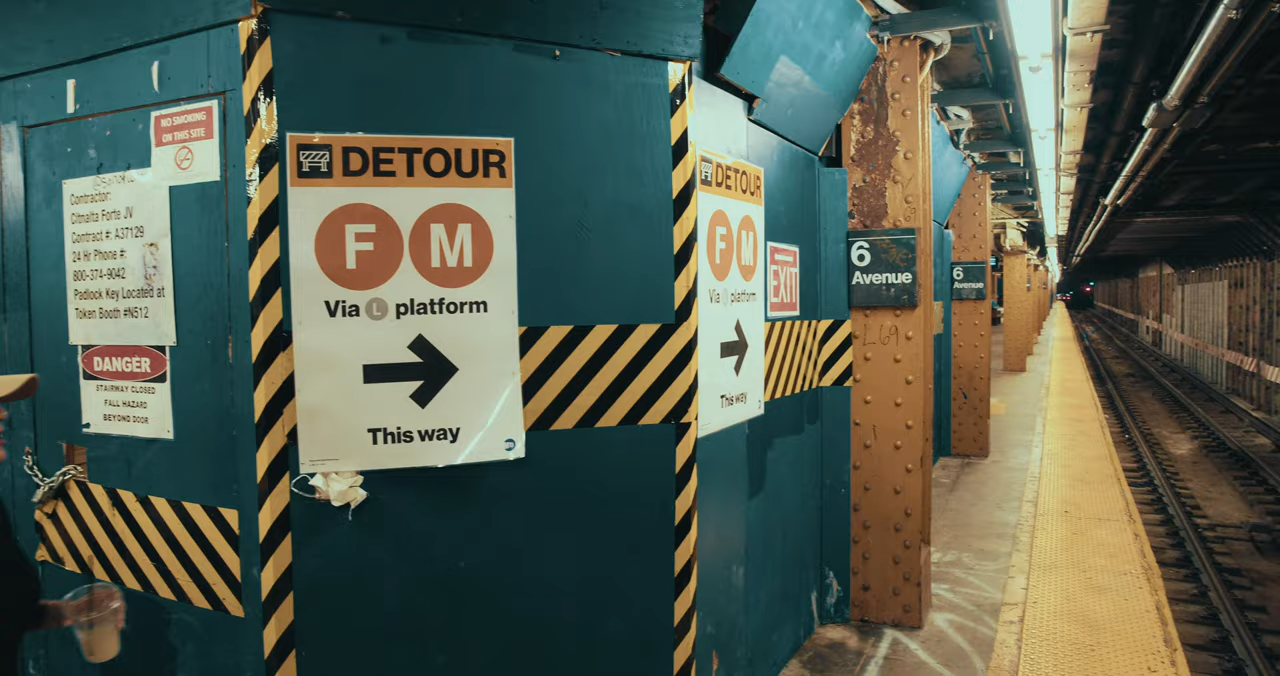 NO SMOKING
ON THIS SITE
Contractor:
Citnalta Forte JV
Contract #: A37129
24 Hr Phone #:
800-374-9042
Padlock Key Located at
Token Booth #N512
DANGER
STAIRWAY CLOSED
FALL HAZARD
BEYOND DOOR
DETOUR
F M
Via L platform
This way
DETOUR
F M
Via L platform
This way
EXIT
6
Avenue
L69
6
Avenue